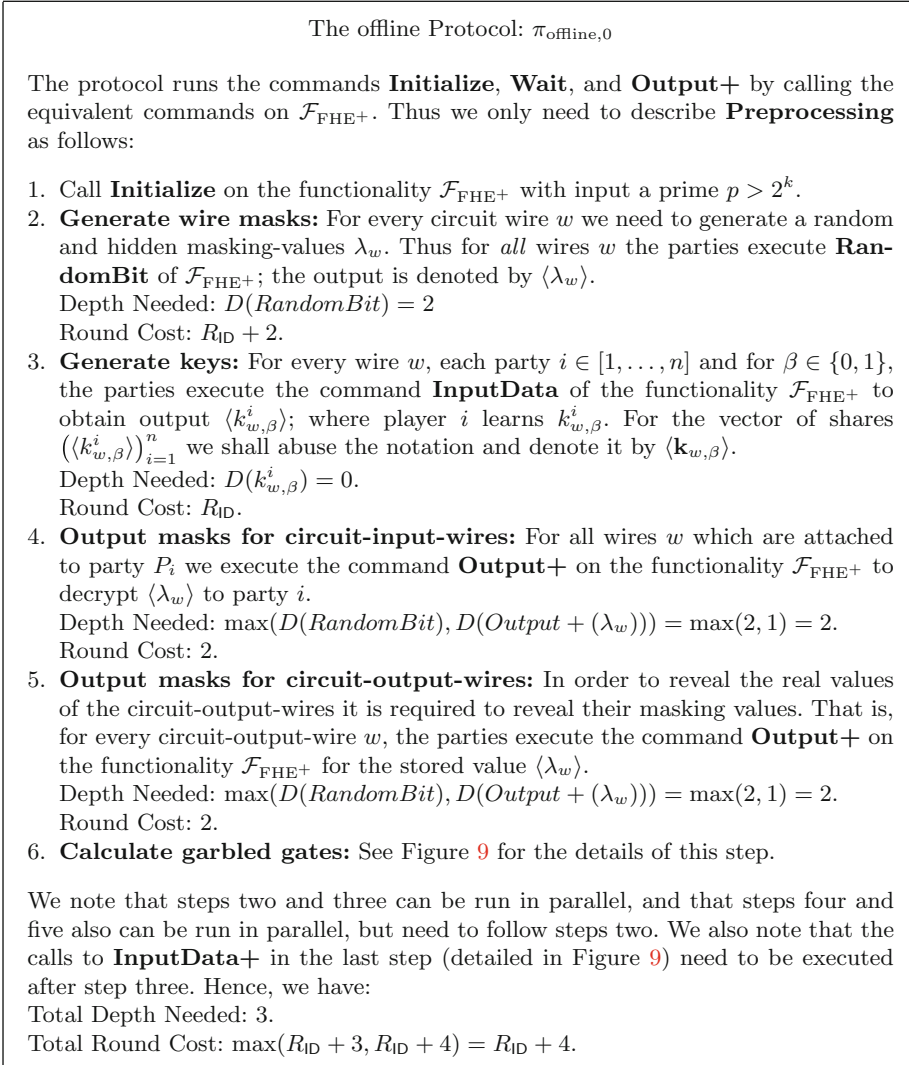 The offline Protocol: π_offline,0
The protocol runs the commands Initialize, Wait, and Output+ by calling the
equivalent commands on F_FHE+. Thus we only need to describe Preprocessing
as follows:
1. Call Initialize on the functionality F_FHE+ with input a prime p > 2^k.
2. Generate wire masks: For every circuit wire w we need to generate a random
and hidden masking-values λ_w. Thus for all wires w the parties execute Ran-
domBit of F_FHE+; the output is denoted by ⟨λ_w⟩.
Depth Needed: D(RandomBit) = 2
Round Cost: R_ID + 2.
3. Generate keys: For every wire w, each party i ∈ [1, . . . , n] and for β ∈ {0, 1},
the parties execute the command InputData of the functionality F_FHE+ to
obtain output ⟨k^i_{w,β}⟩; where player i learns k^i_{w,β}. For the vector of shares
(⟨k^i_{w,β}⟩)^n_{i=1} we shall abuse the notation and denote it by ⟨k_{w,β}⟩.
Depth Needed: D(k^i_{w,β}) = 0.
Round Cost: R_ID.
4. Output masks for circuit-input-wires: For all wires w which are attached
to party P_i we execute the command Output+ on the functionality F_FHE+ to
decrypt ⟨λ_w⟩ to party i.
Depth Needed: max(D(RandomBit), D(Output + (λ_w))) = max(2, 1) = 2.
Round Cost: 2.
5. Output masks for circuit-output-wires: In order to reveal the real values
of the circuit-output-wires it is required to reveal their masking values. That is,
for every circuit-output-wire w, the parties execute the command Output+ on
the functionality F_FHE+ for the stored value ⟨λ_w⟩.
Depth Needed: max(D(RandomBit), D(Output + (λ_w))) = max(2, 1) = 2.
Round Cost: 2.
6. Calculate garbled gates: See Figure 9 for the details of this step.
We note that steps two and three can be run in parallel, and that steps four and
five also can be run in parallel, but need to follow steps two. We also note that the
calls to InputData+ in the last step (detailed in Figure 9) need to be executed
after step three. Hence, we have:
Total Depth Needed: 3.
Total Round Cost: max(R_ID + 3, R_ID + 4) = R_ID + 4.